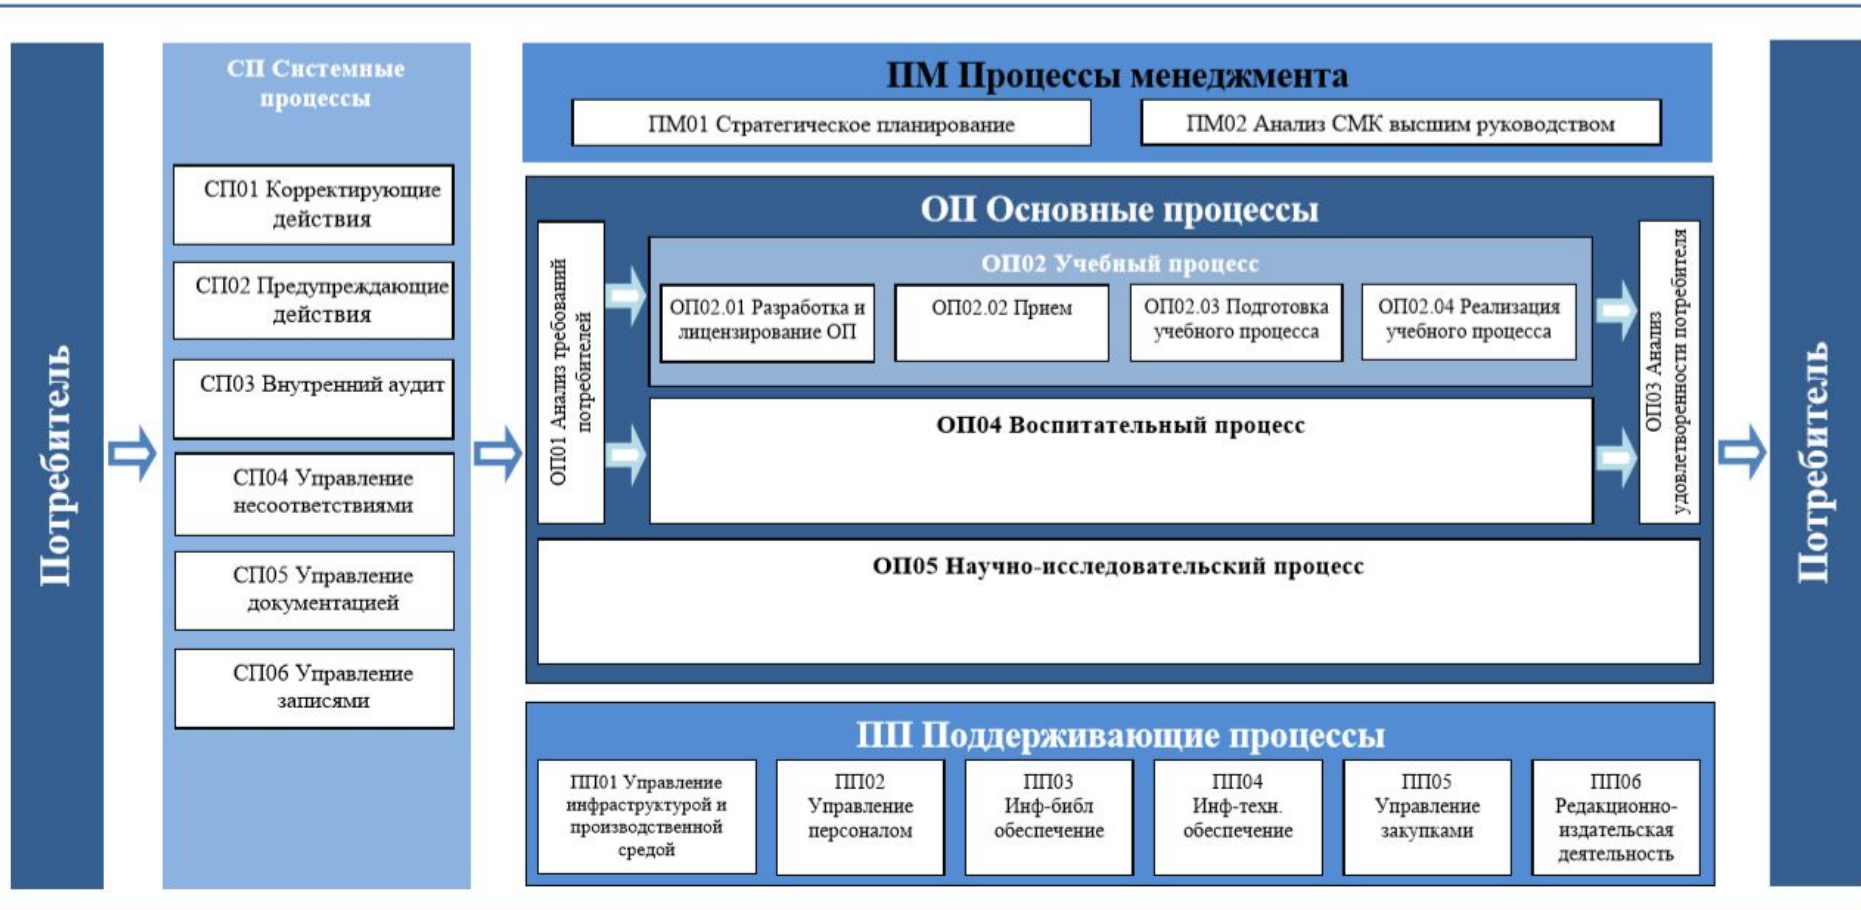 Потребитель
СП Системные
процессы
СП01 Корректирующие
действия
СП02 Предупреждающие
действия
СП03 Внутренний аудит
СП04 Управление
несоответствиями
СП05 Управление
документацией
СП06 Управление
записями
ПМ Процессы менеджмента
ПМ01 Стратегическое планирование
ПМ02 Анализ СМК высшим руководством
ОП Основные процессы
ОП01 Анализ требований
потребителей
ОП02 Учебный процесс
ОП02.01 Разработка и
лицензирование ОП
ОП02.02 Прием
ОП02.03 Подготовка
учебного процесса
ОП02.04 Реализация
учебного процесса
ОП04 Воспитательный процесс
ОП03 Анализ
удовлетворенности потребителя
ОП05 Научно-исследовательский процесс
ПП Поддерживающие процессы
ПП01 Управление
инфраструктурой и
производственной
средой
ПП02
Управление
персоналом
ПП03
Инф-библ
обеспечение
ПП04
Инф-техн.
обеспечение
ПП05
Управление
закупками
ПП06
Редакционно-
издательская
деятельность
Потребитель